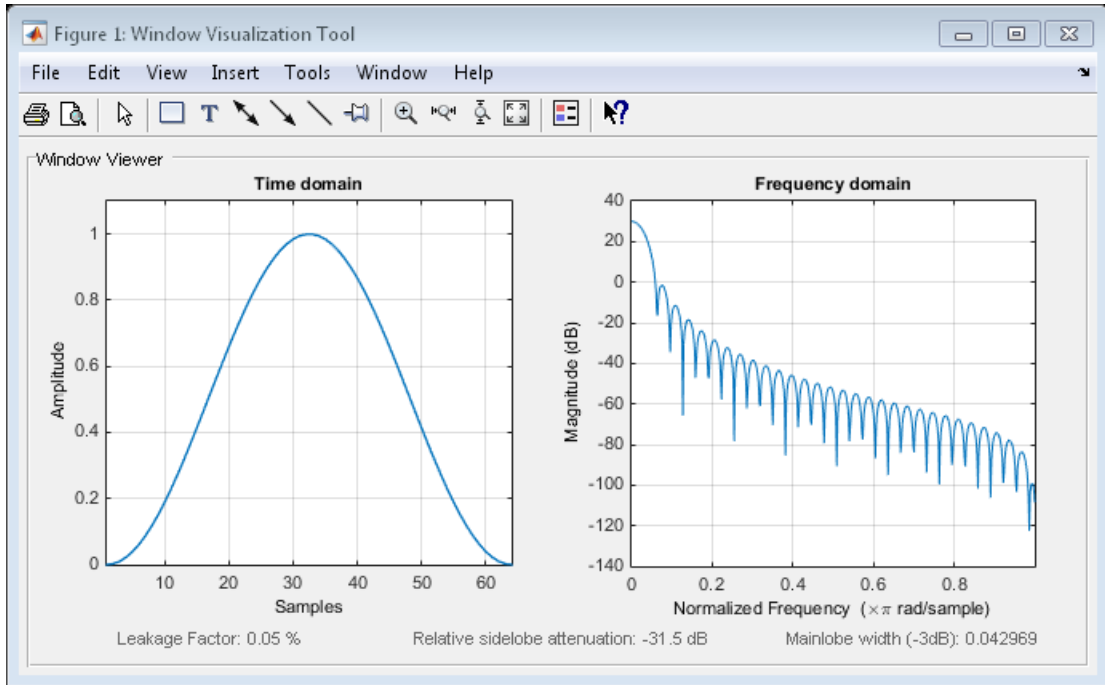 Figure 1: Window Visualization Tool
File Edit View Insert Tools Window Help
T
?
Window Viewer
Time domain
Amplitude
1
0.8
0.6
0.4
0.2
0
10 20 30 40 50 60
Samples
Frequency domain
Magnitude (dB)
40
20
0
-20
-40
-60
-80
-100
-120
-140
0 0.2 0.4 0.6 0.8
Normalized Frequency (×π rad/sample)
Leakage Factor: 0.05 % Relative sidelobe attenuation: -31.5 dB Mainlobe width (-3dB): 0.042969